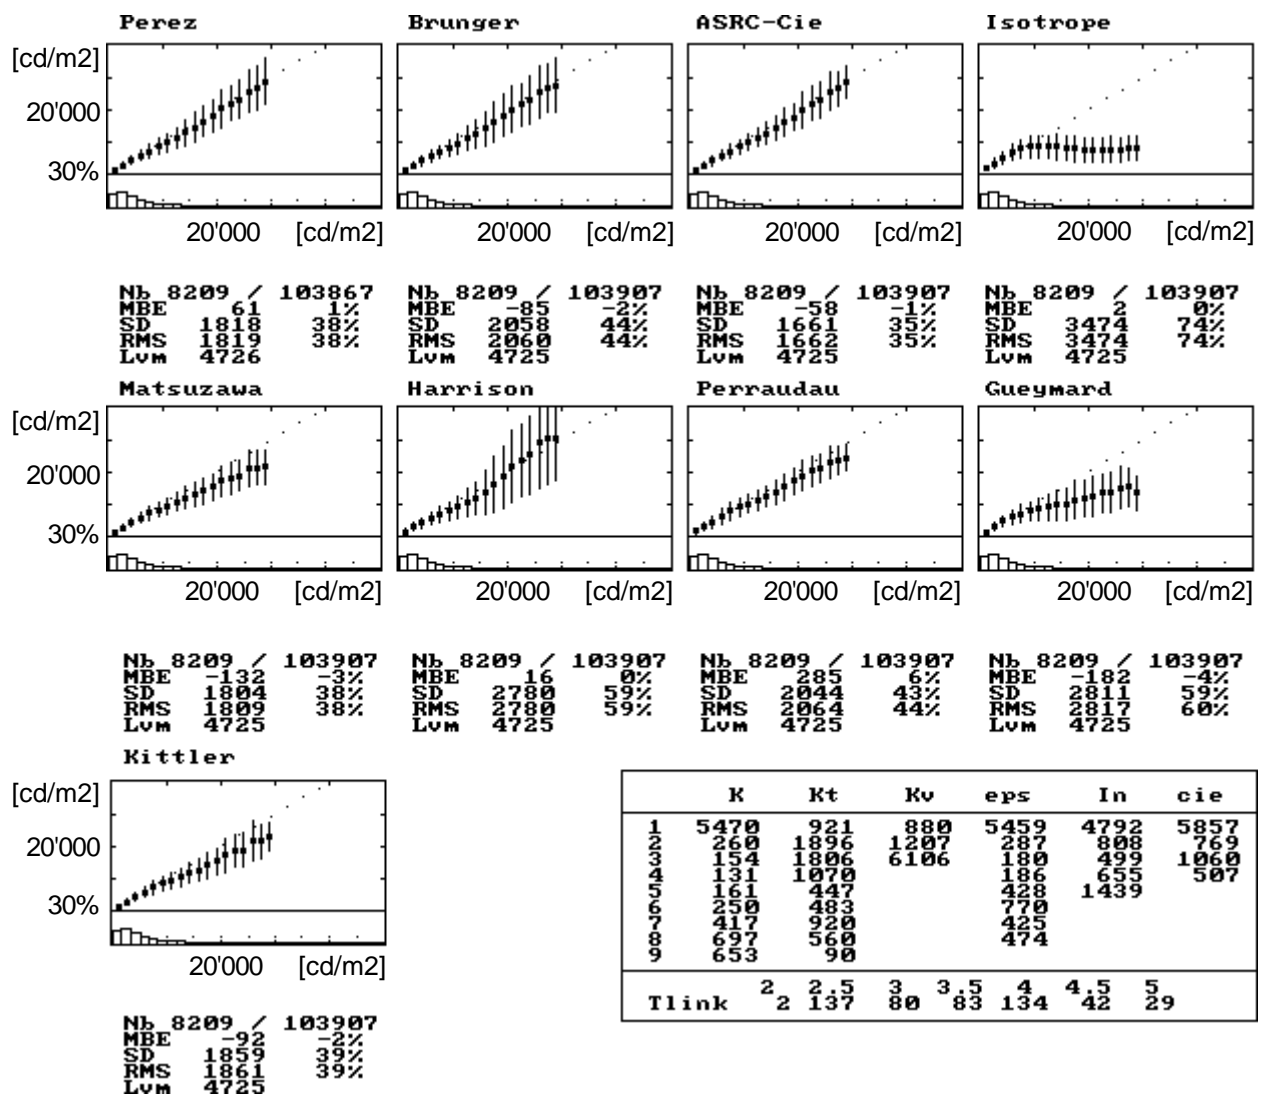 Perez Brunger ASRC-Cie Isotrope
[cd/m2]
20'000
30%
20'000 [cd/m2] 20'000 [cd/m2] 20'000 [cd/m2] 20'000 [cd/m2]
Nb 8209 / 103867 Nb 8209 / 103907 Nb 8209 / 103907 Nb 8209 / 103907
MBE 61 1% MBE -85 -2% MBE -58 -1% MBE 2 0%
SD 1818 38% SD 2058 44% SD 1661 35% SD 3474 74%
RMS 1819 38% RMS 2060 44% RMS 1662 35% RMS 3474 74%
Lvm 4726 Lvm 4725 Lvm 4725 Lvm 4725
Matsuzawa Harrison Perraudau Gueymard
[cd/m2]
20'000
30%
20'000 [cd/m2] 20'000 [cd/m2] 20'000 [cd/m2] 20'000 [cd/m2]
Nb 8209 / 103907 Nb 8209 / 103907 Nb 8209 / 103907 Nb 8209 / 103907
MBE -132 -3% MBE 16 0% MBE 285 6% MBE -182 -4%
SD 1804 38% SD 2780 59% SD 2044 43% SD 2811 59%
RMS 1809 38% RMS 2780 59% RMS 2064 44% RMS 2817 60%
Lvm 4725 Lvm 4725 Lvm 4725 Lvm 4725
Kittler
[cd/m2]
20'000
30%
20'000 [cd/m2]
Nb 8209 / 103907
MBE -92 -2%
SD 1859 39%
RMS 1861 39%
Lvm 4725
K Kt Kv eps In cie
1 5470 921 880 5459 4792 5857
2 260 1896 1207 287 808 769
3 154 1806 6106 180 499 1060
4 131 1070 186 655 507
5 161 447 428 1439
6 250 483 770
7 417 920 425
8 697 560 474
9 653 90
2 2.5 3 3.5 4 4.5 5
Tlink 2 137 80 83 134 42 29